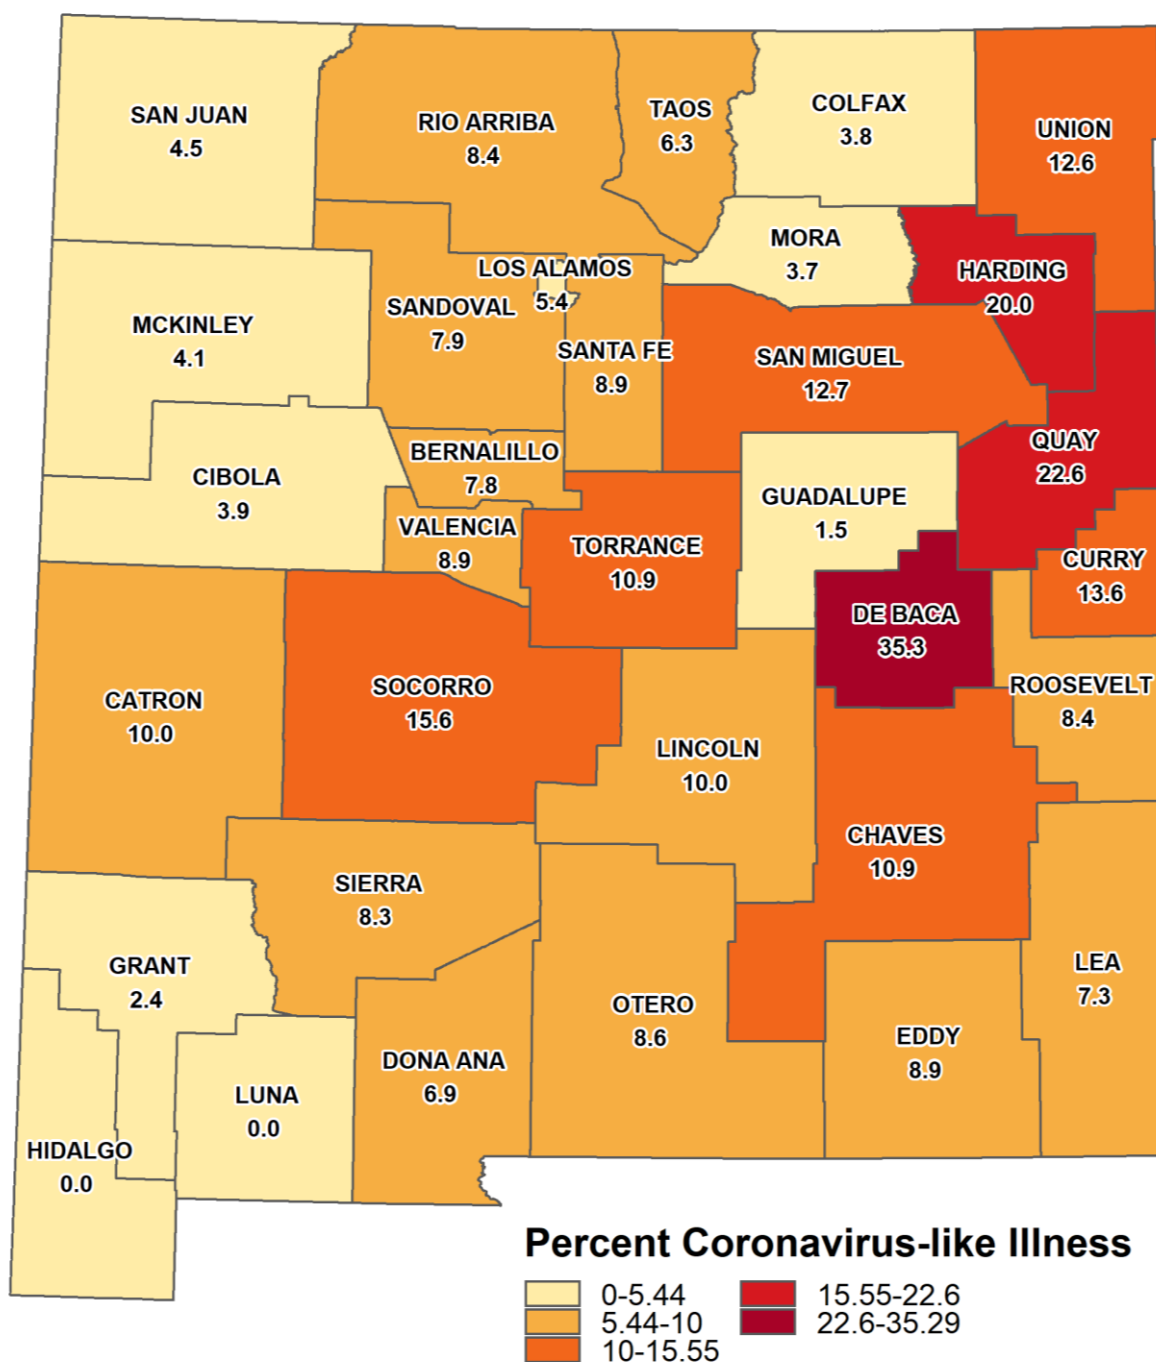 SAN JUAN
4.5
RIO ARRIBA
8.4
TAOS
6.3
COLFAX
3.8
UNION
12.6
MORA
3.7
HARDING
20.0
LOS ALAMOS
5.4
SANDOVAL
7.9
MCKINLEY
4.1
SANTA FE
8.9
SAN MIGUEL
12.7
QUAY
22.6
BERNALILLO
7.8
CIBOLA
3.9
GUADALUPE
1.5
VALENCIA
8.9
TORRANCE
10.9
CURRY
13.6
DE BACA
35.3
CATRON
10.0
SOCORRO
15.6
ROOSEVELT
8.4
LINCOLN
10.0
CHAVES
10.9
SIERRA
8.3
GRANT
2.4
LEA
7.3
OTERO
8.6
EDDY
8.9
DONA ANA
6.9
LUNA
0.0
HIDALGO
0.0
Percent Coronavirus-like Illness
0-5.44
5.44-10
10-15.55
15.55-22.6
22.6-35.29